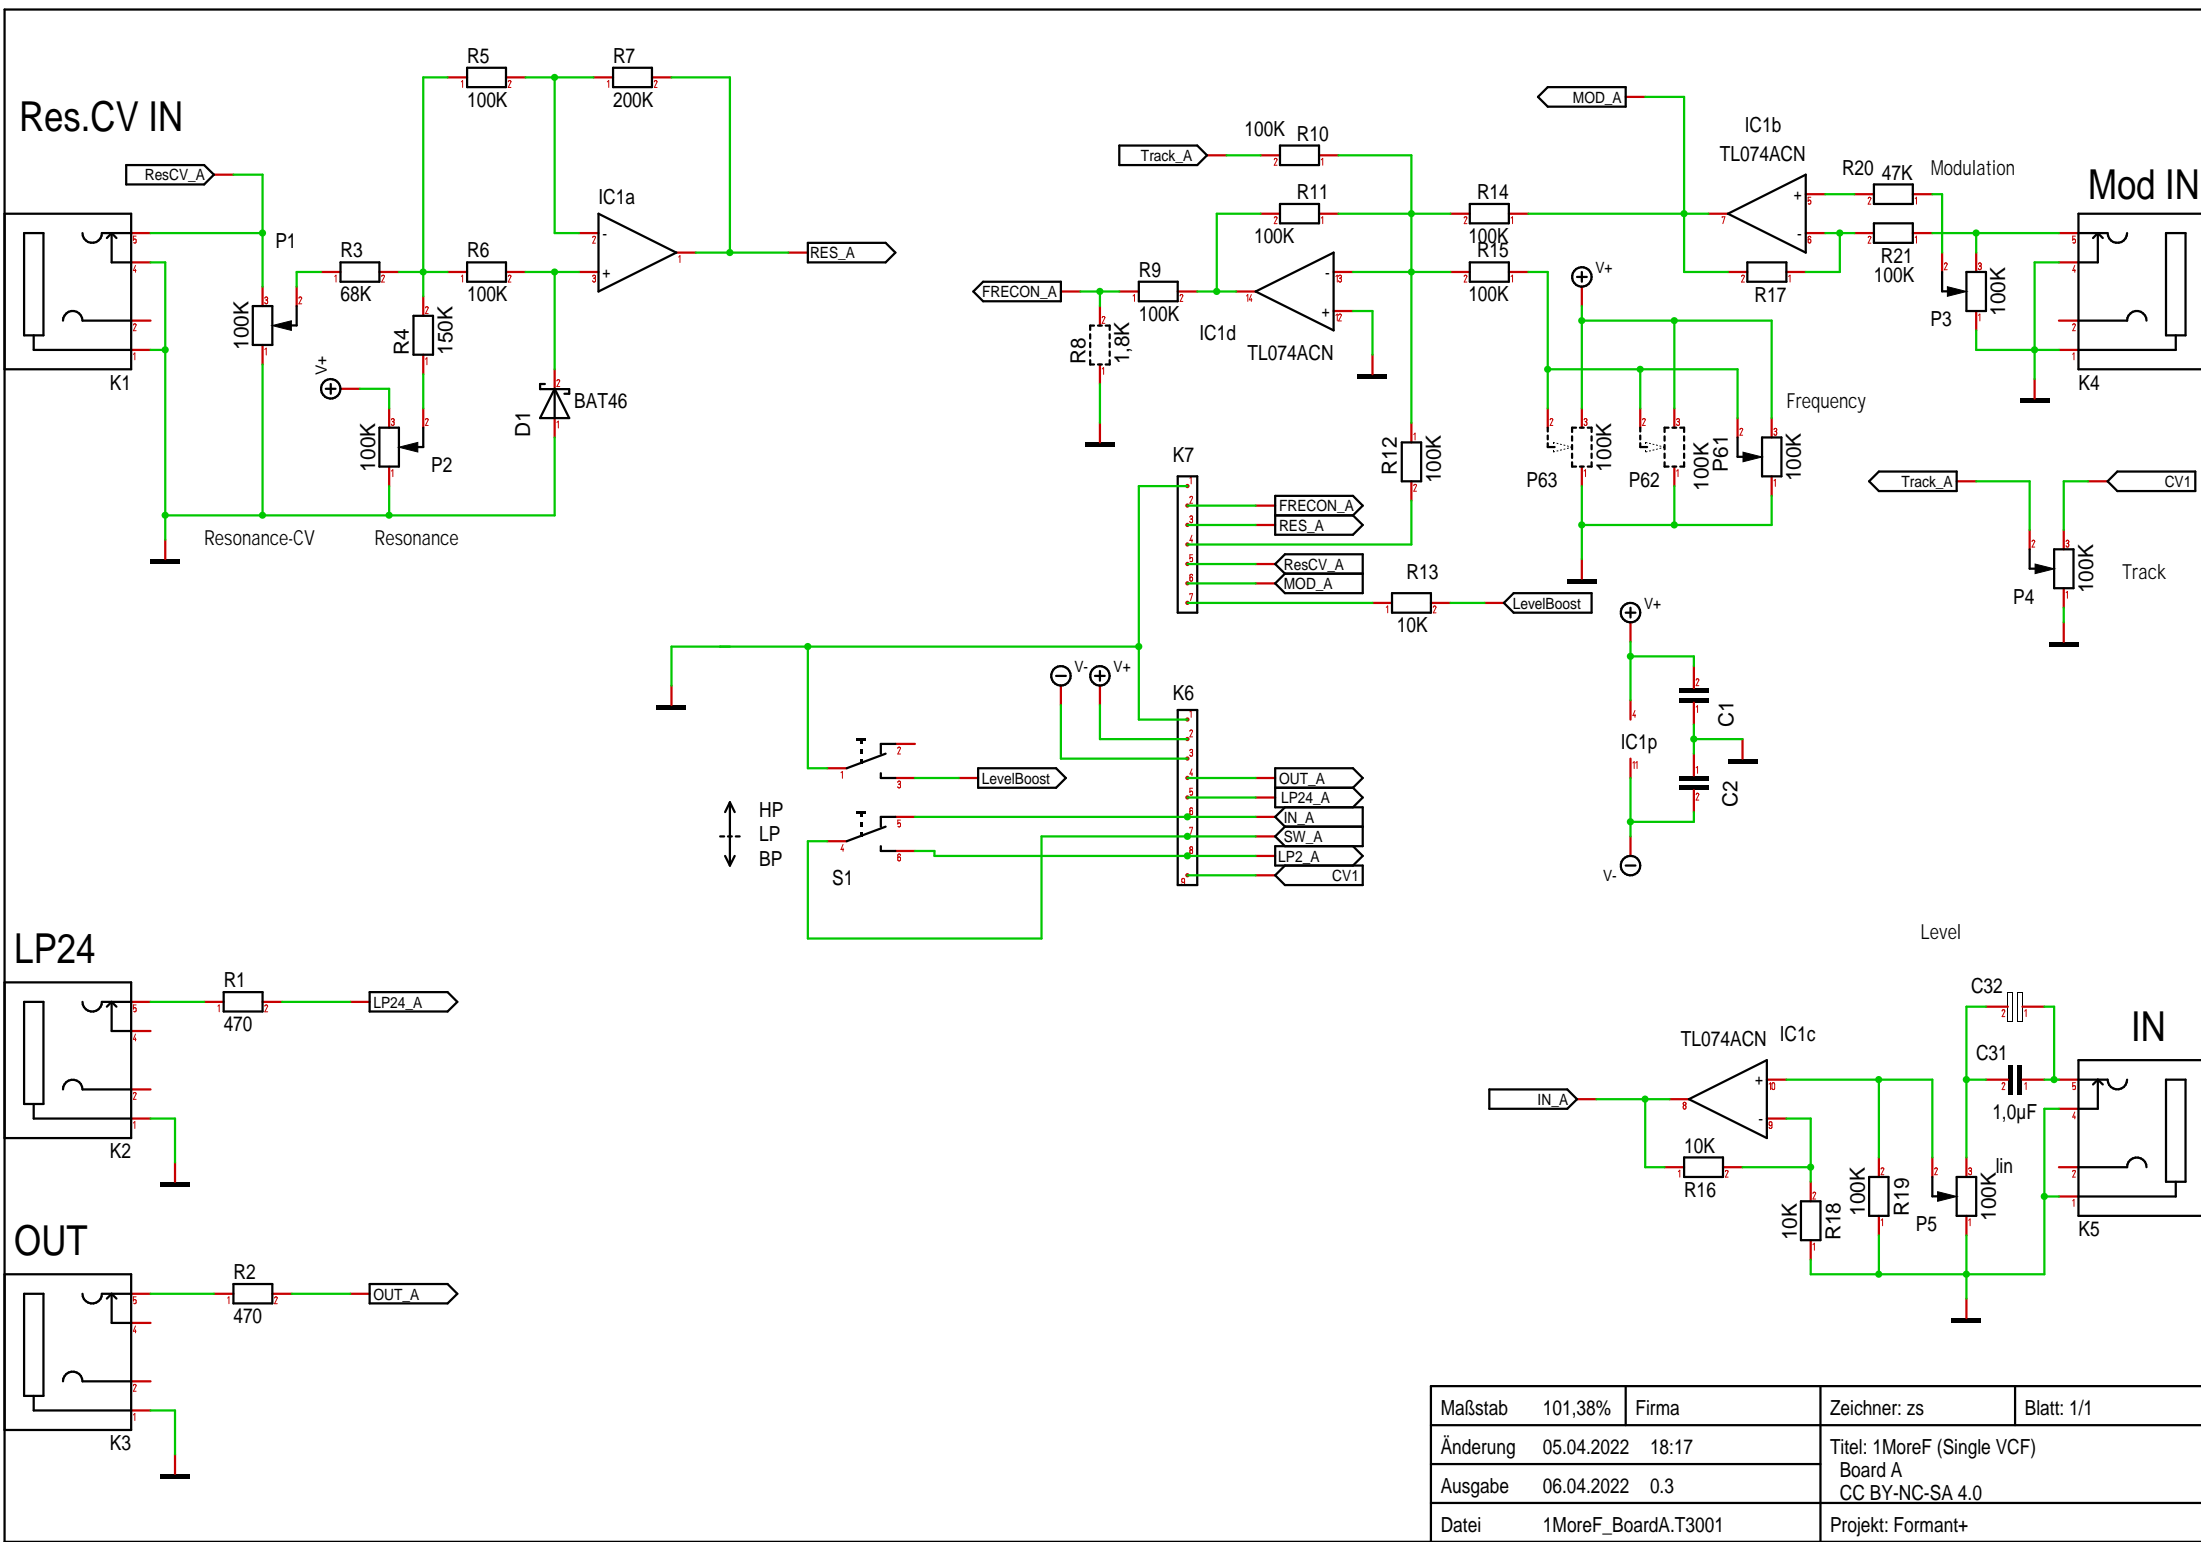 Res.CV IN
ResCV_A
K1
P1
100K
R3
68K
R5
100K
R7
200K
R6
100K
R4
150K
V+
100K
P2
IC1a
RES_A
D1
BAT46
Resonance-CV
Resonance
MOD_A
Track_A
100K R10
R11
100K
R14
100K
R15
100K
FRECON_A
R9
100K
R8
1,8K
IC1d
TL074ACN
IC1b
TL074ACN
R20 47K
Modulation
Mod IN
R21
100K
R17
P3
100K
K4
V+
Frequency
P63
100K
P62
100K
P61
100K
R12
100K
Track_A
CV1
P4
100K
Track
K7
FRECON_A
RES_A
ResCV_A
MOD_A
R13
10K
LevelBoost
V- V+
K6
OUT_A
LP24_A
IN_A
SW_A
LP2_A
CV1
LevelBoost
HP
LP
BP
S1
V+
C1
IC1p
C2
V-
LP24
R1
470
LP24_A
K2
OUT
R2
470
OUT_A
K3
Level
C32
C31
1,0µF
IN
TL074ACN IC1c
IN_A
10K
R16
10K
R18
100K
R19
P5
100K
lin
K5
Maßstab 101,38% Firma Zeichner: zs Blatt: 1/1
Änderung 05.04.2022 18:17 Titel: 1MoreF (Single VCF)
Board A
Ausgabe 06.04.2022 0.3
CC BY-NC-SA 4.0
Datei 1MoreF_BoardA.T3001 Projekt: Formant+